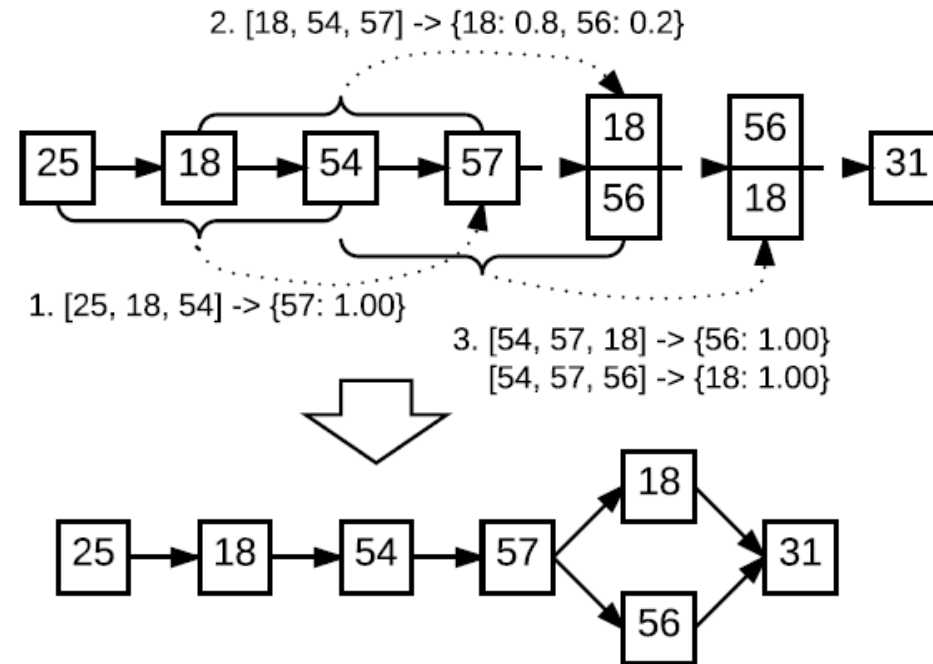 2. [18, 54, 57] -> {18: 0.8, 56: 0.2}
25 18 54 57 18 56 31
56 18
1. [25, 18, 54] -> {57: 1.00}
3. [54, 57, 18] -> {56: 1.00}
[54, 57, 56] -> {18: 1.00}
18
25 18 54 57 31
56